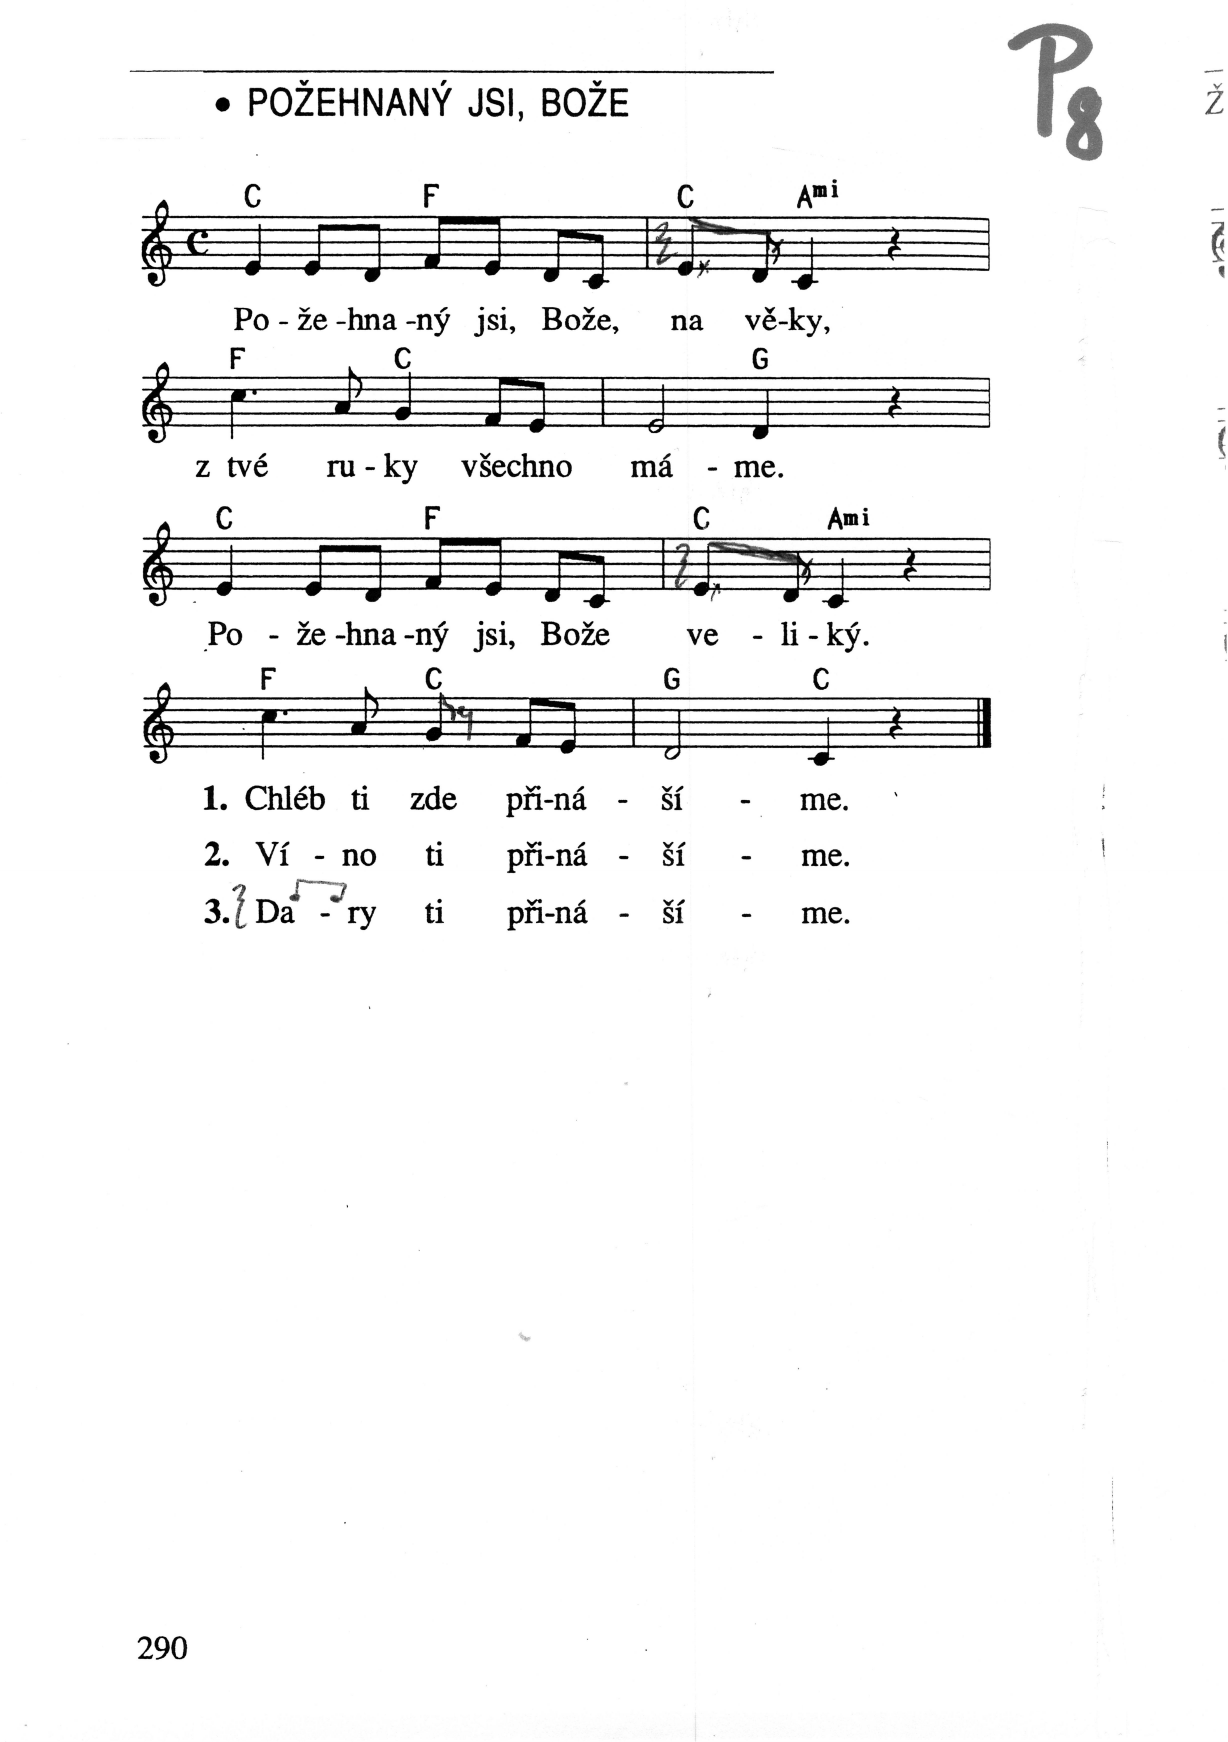 P8
Ž
• POŽEHNANÝ JSI, BOŽE
C F C Ami
Po - že -hna -ný jsi, Bože, na vě-ky,
F C G
z tvé ru - ky všechno má - me.
C F C Ami
Po - že -hna -ný jsi, Bože ve - li - ký.
F C G C
1. Chléb ti zde při-ná - ší - me.
2. Ví - no ti při-ná - ší - me.
3. Da - ry ti při-ná - ší - me.
290